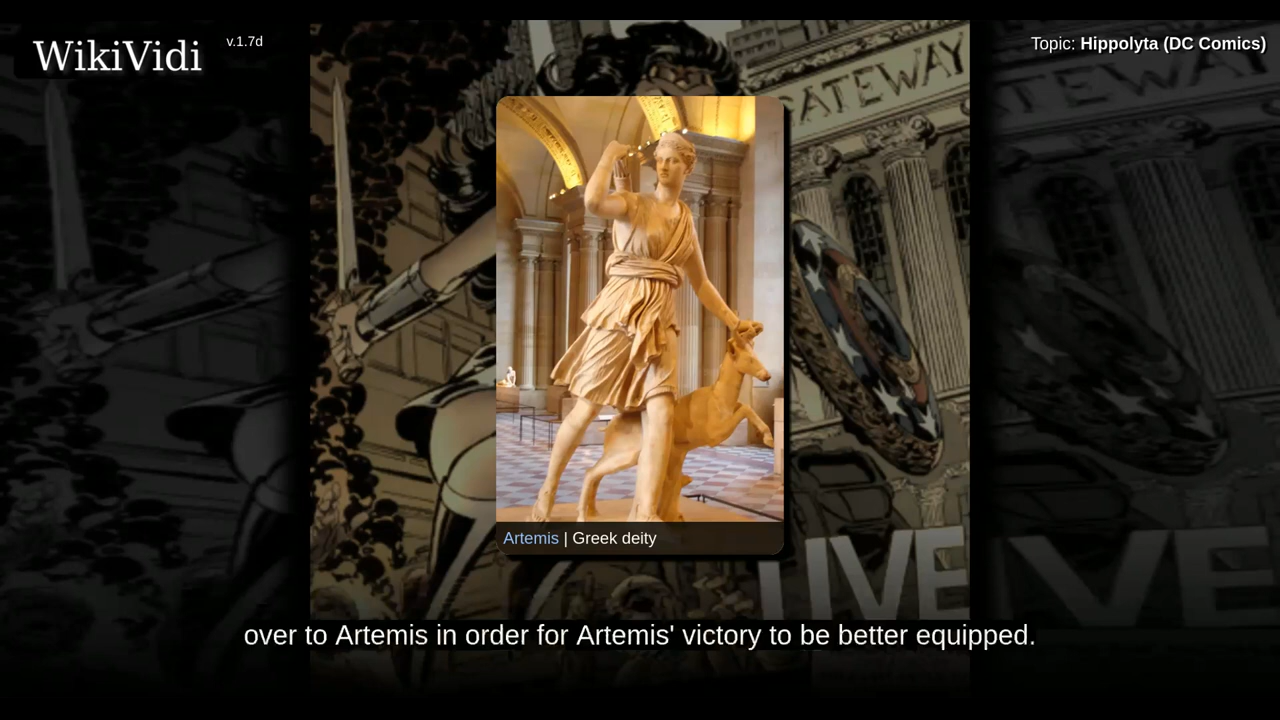 WikiVidi
v.1.7d
Topic: Hippolyta (DC Comics)
GATEWAY
Artemis | Greek deity
LIVE
over to Artemis in order for Artemis' victory to be better equipped.